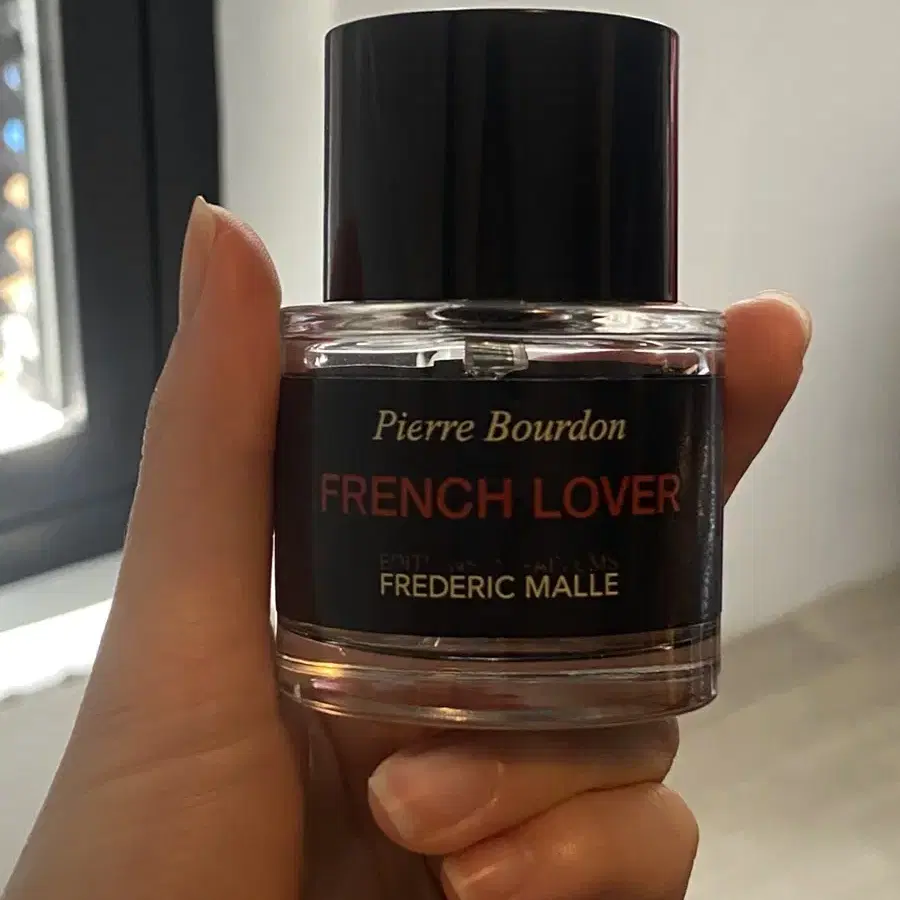 Pierre Bourdon
FRENCH LOVER
FREDERIC MALLE